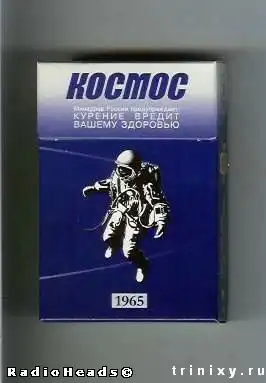 КОСМОС
Минздрав России предупреждает:
КУРЕНИЕ ВРЕДИТ
ВАШЕМУ ЗДОРОВЬЮ
1965
RadioHeads©
trinixy.ru